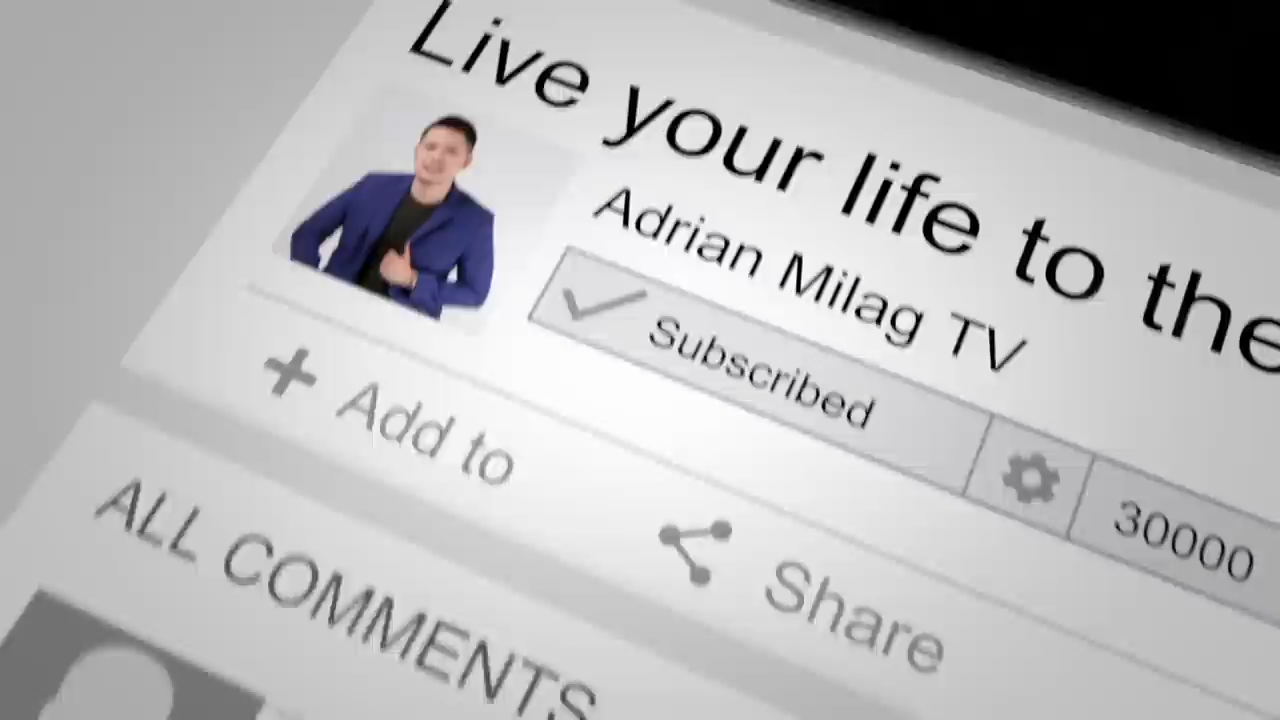 Live your life to the
Adrian Milag TV
Subscribed
30000
Add to
Share
ALL COMMENTS